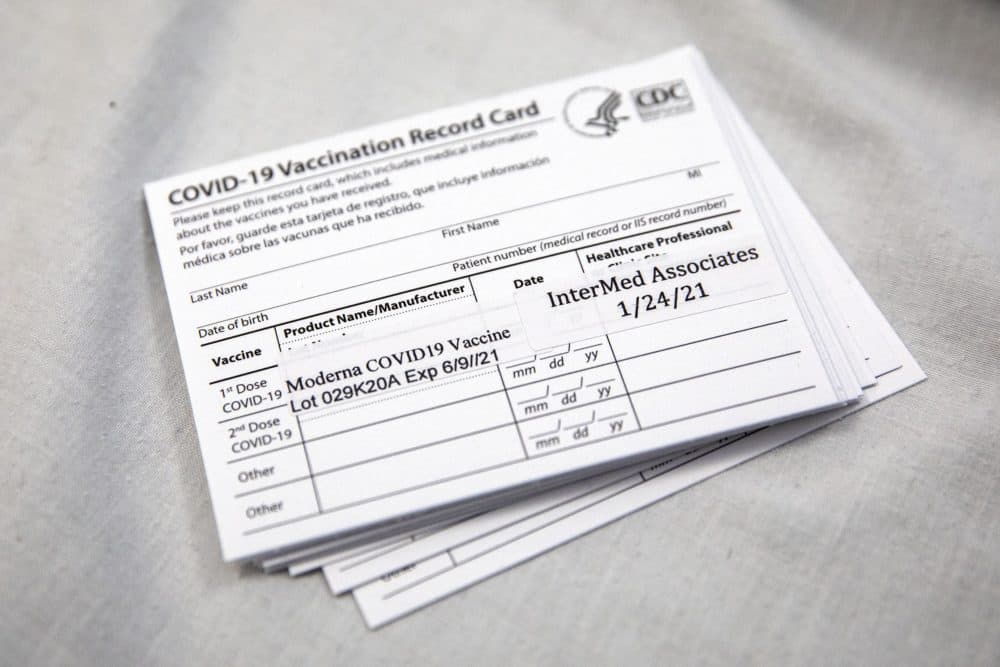 COVID-19 Vaccination Record Card
CDC
Please keep this record card, which includes medical information
about the vaccines you have received.
Por favor, guarde esta tarjeta de registro, que incluye información
médica sobre las vacunas que ha recibido.
Last Name
First Name
MI
Date of birth
Patient number (medical record or IIS record number)
Vaccine
Product Name/Manufacturer
Date
Healthcare Professional
InterMed Associates
1/24/21
1st Dose
COVID-19
Moderna COVID19 Vaccine
Lot 029K20A Exp 6/9//21
mm dd yy
2nd Dose
COVID-19
mm dd yy
Other
mm dd yy
Other